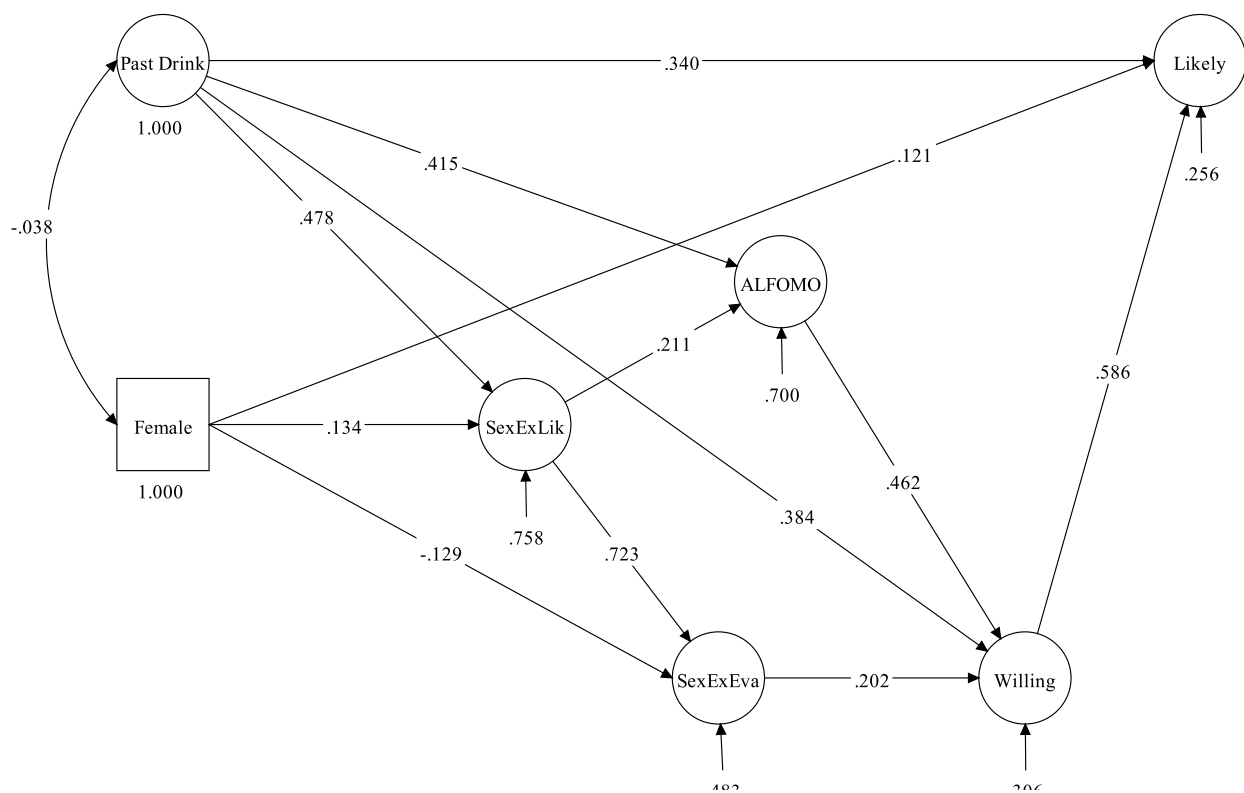 Past Drink
Likely
.340
1.000
.121
.415
.256
.478
-.038
ALFOMO
.211
.586
.700
Female
.134
SexExLik
.462
1.000
.384
.758
-.129
.723
SexExEva
.202
Willing